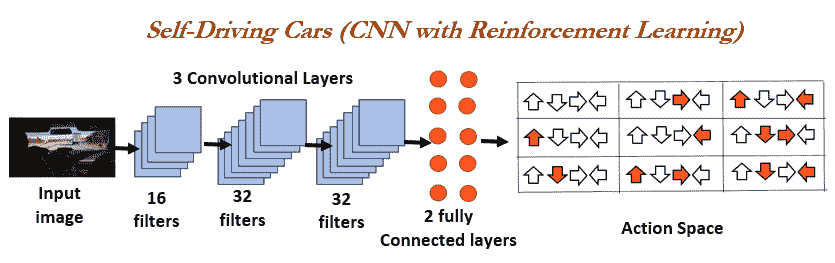 Self-Driving Cars (CNN with Reinforcement Learning)
3 Convolutional Layers
Input
image
16
filters
32
filters
32
filters
2 fully
Connected layers
Action Space